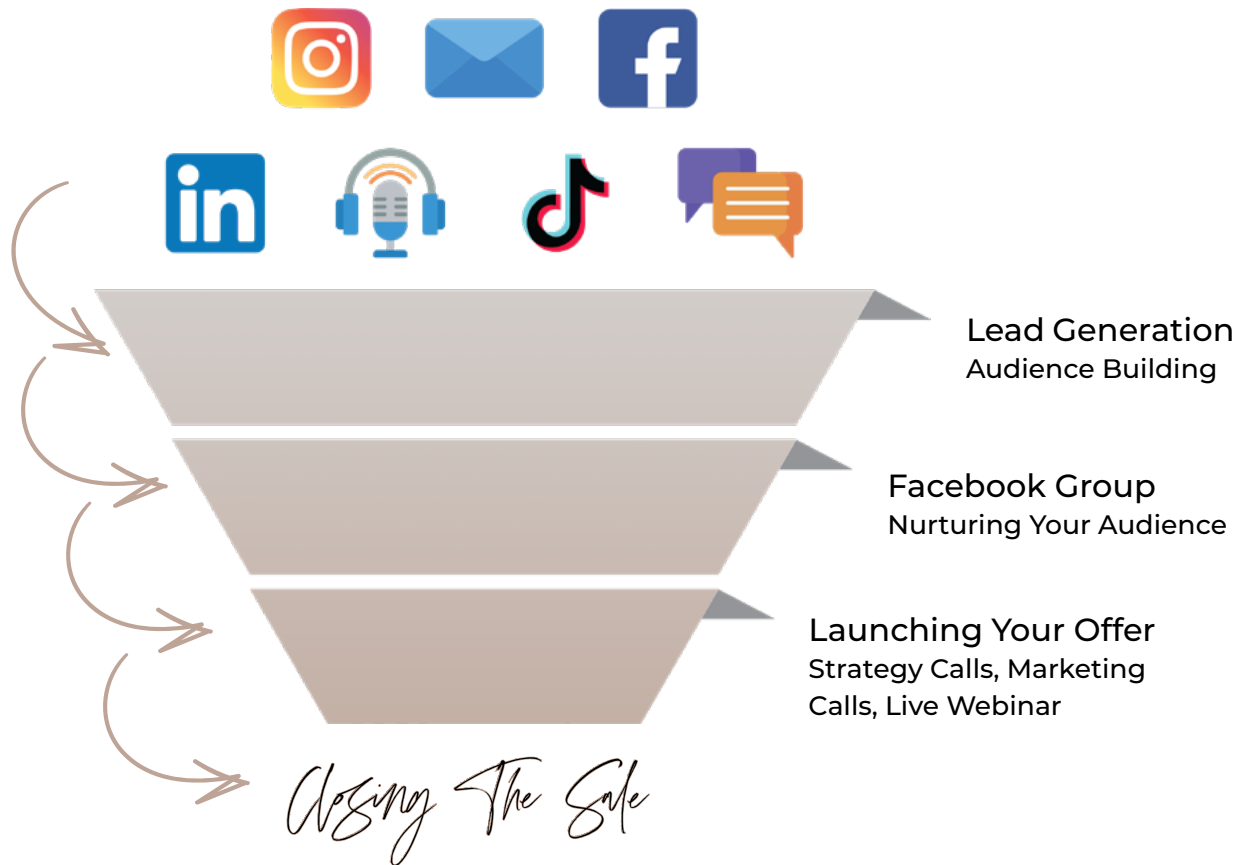 in
Lead Generation
Audience Building
Facebook Group
Nurturing Your Audience
Launching Your Offer
Strategy Calls, Marketing
Calls, Live Webinar
Closing The Sale